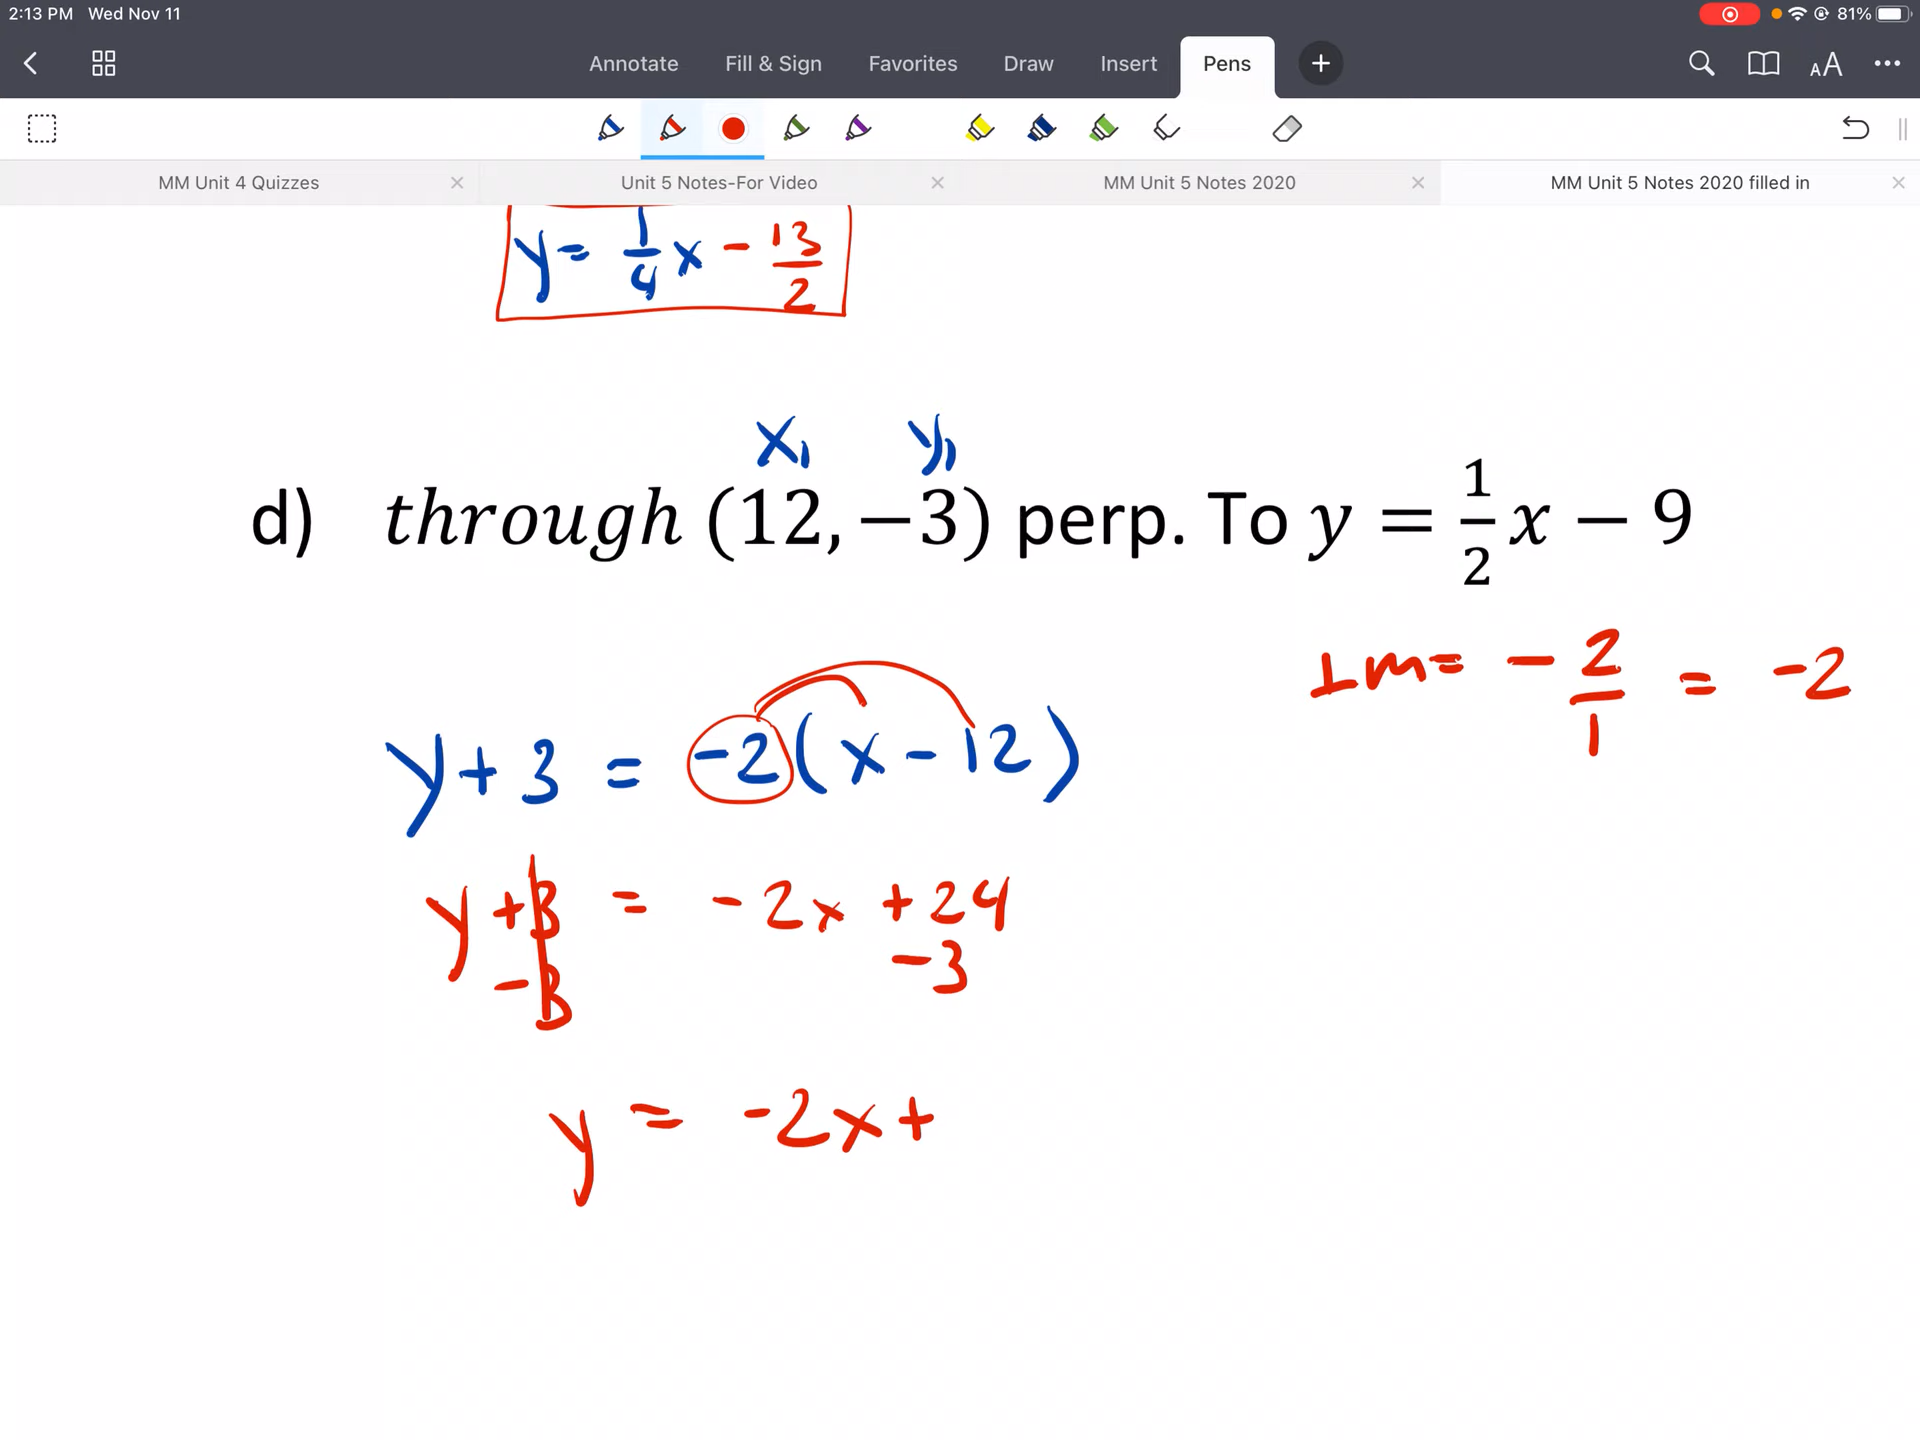 2:13 PM Wed Nov 11 81%
Annotate Fill & Sign Favorites Draw Insert Pens +
AA
MM Unit 4 Quizzes × Unit 5 Notes-For Video × MM Unit 5 Notes 2020 × MM Unit 5 Notes 2020 filled in ×
y = 1/4 x - 13/2
x₁ y₁
d) through (12, −3) perp. To y = 1/2 x − 9
⊥ m = - 2/1 = -2
y + 3 = -2(x - 12)
y + 3 = -2x + 24
- 3 - 3
y = -2x +